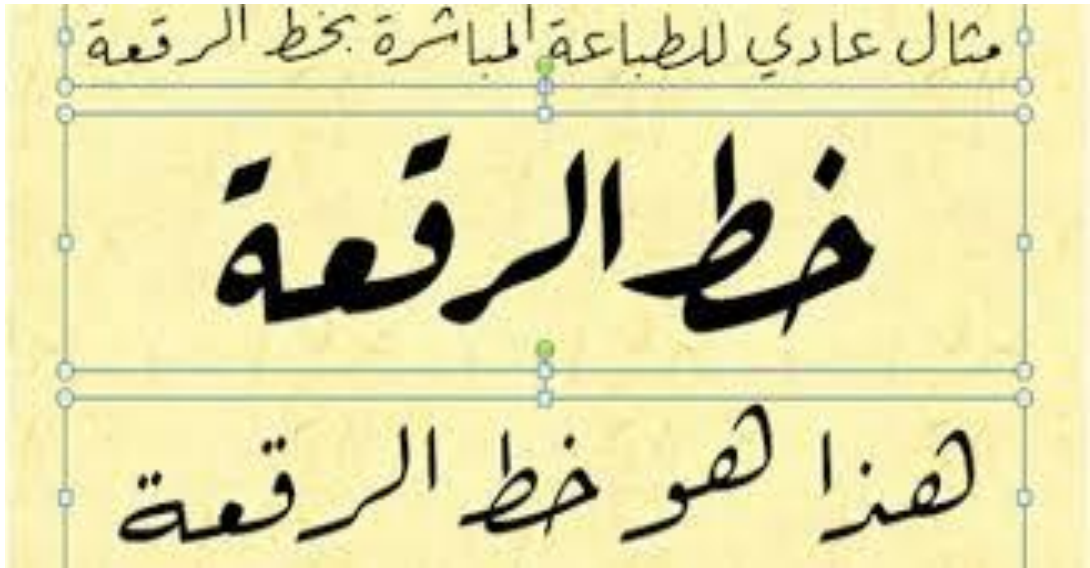 مثال عادي للطباعة المباشرة بخط الرقعة
خط الرقعة
هذا هو خط الرقعة